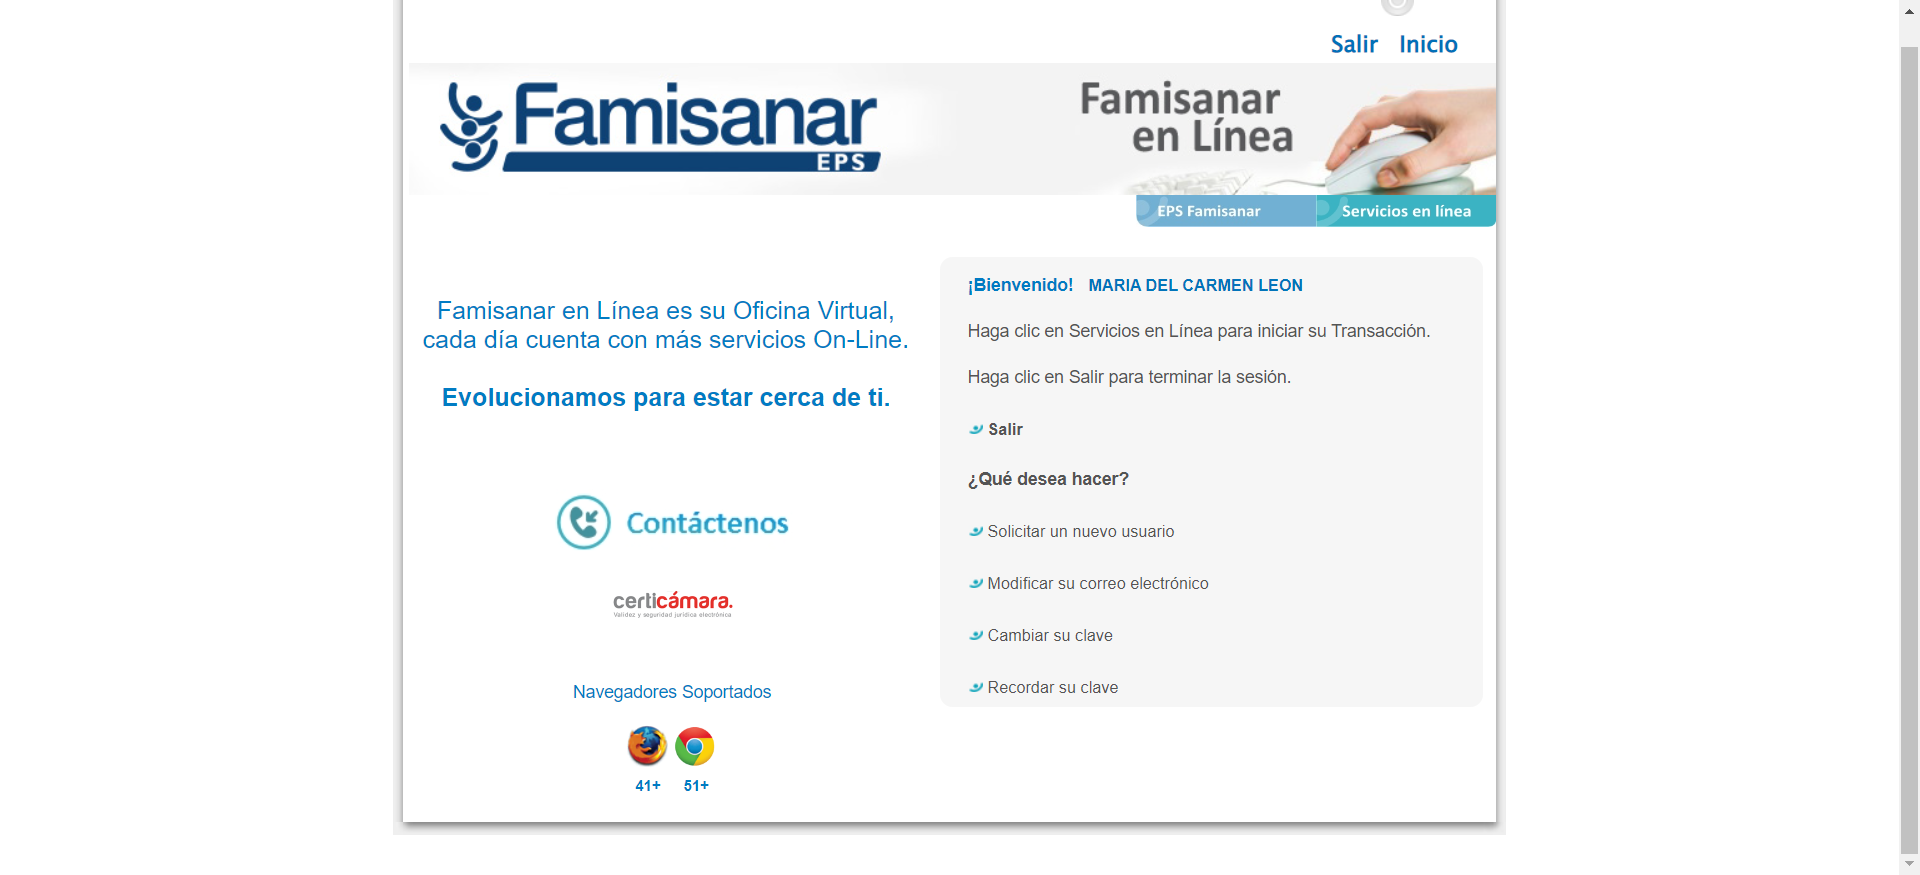 Salir Inicio
Famisanar
EPS
Famisanar
en Línea
EPS Famisanar
Servicios en línea
Famisanar en Línea es su Oficina Virtual,
cada día cuenta con más servicios On-Line.
Evolucionamos para estar cerca de ti.
Contáctenos
certicámara.
Validez y seguridad jurídica electrónica
Navegadores Soportados
41+ 51+
¡Bienvenido! MARIA DEL CARMEN LEON
Haga clic en Servicios en Línea para iniciar su Transacción.
Haga clic en Salir para terminar la sesión.
Salir
¿Qué desea hacer?
Solicitar un nuevo usuario
Modificar su correo electrónico
Cambiar su clave
Recordar su clave